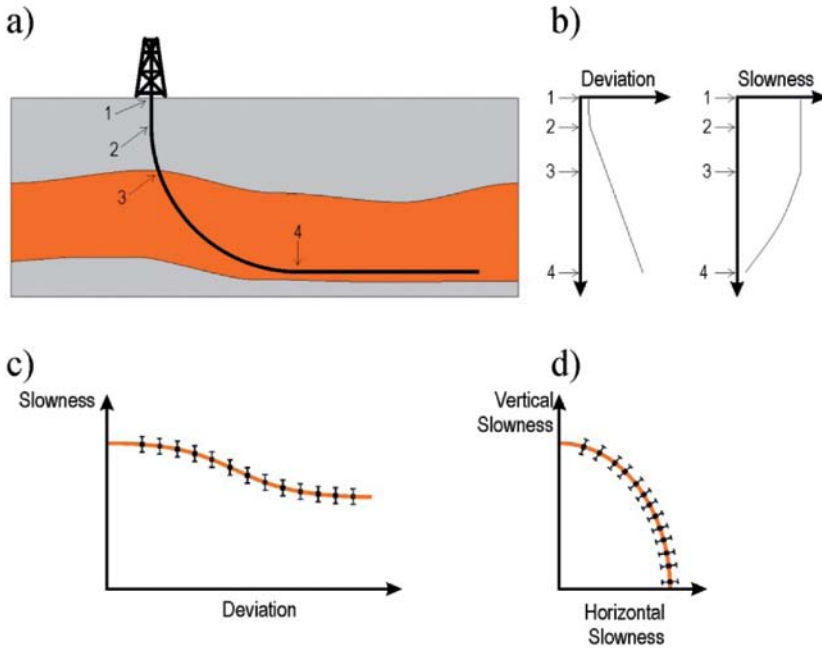 a)
1
2
3
4
b)
Deviation
Slowness
1
2
3
4
1
2
3
4
c)
Slowness
Deviation
d)
Vertical
Slowness
Horizontal
Slowness